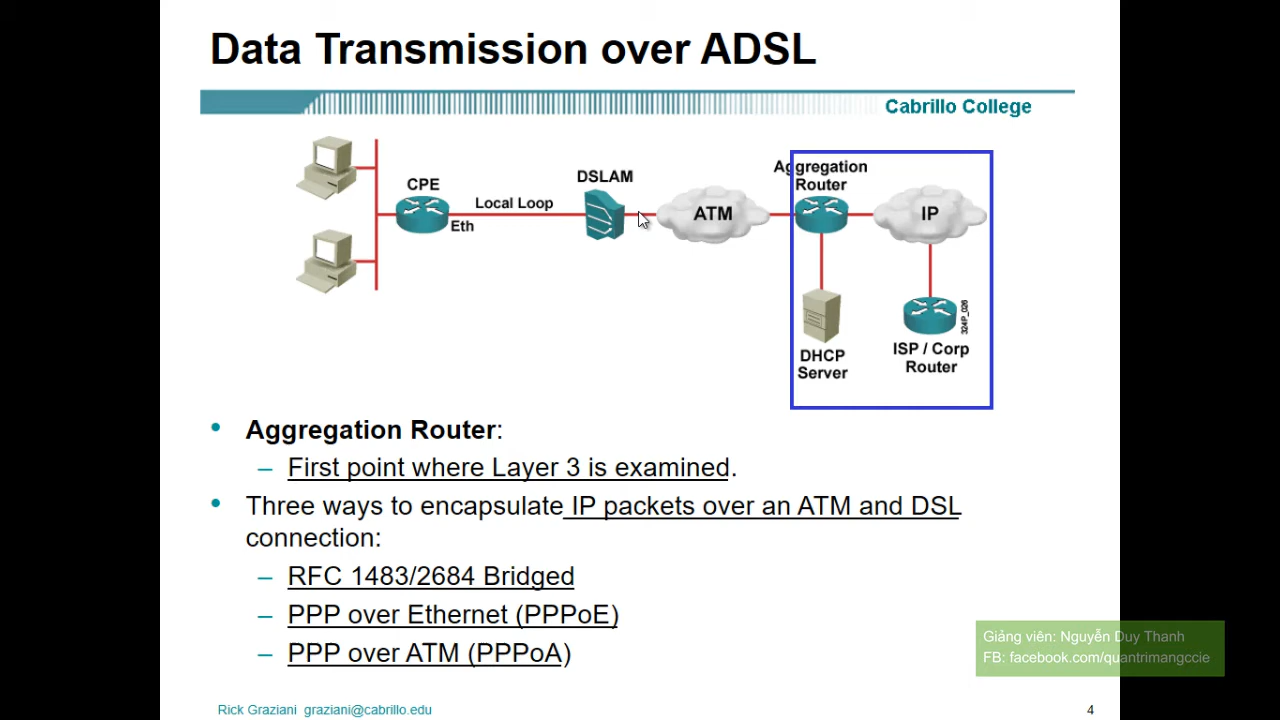 Data Transmission over ADSL
Cabrillo College
CPE
Local Loop
Eth
DSLAM
ATM
Aggregation
Router
IP
DHCP
Server
324P_026
ISP / Corp
Router
• Aggregation Router:
– First point where Layer 3 is examined.
• Three ways to encapsulate IP packets over an ATM and DSL
connection:
– RFC 1483/2684 Bridged
– PPP over Ethernet (PPPoE)
– PPP over ATM (PPPoA)
Giảng viên: Nguyễn Duy Thanh
FB: facebook.com/quantrimangccie
Rick Graziani graziani@cabrillo.edu
4